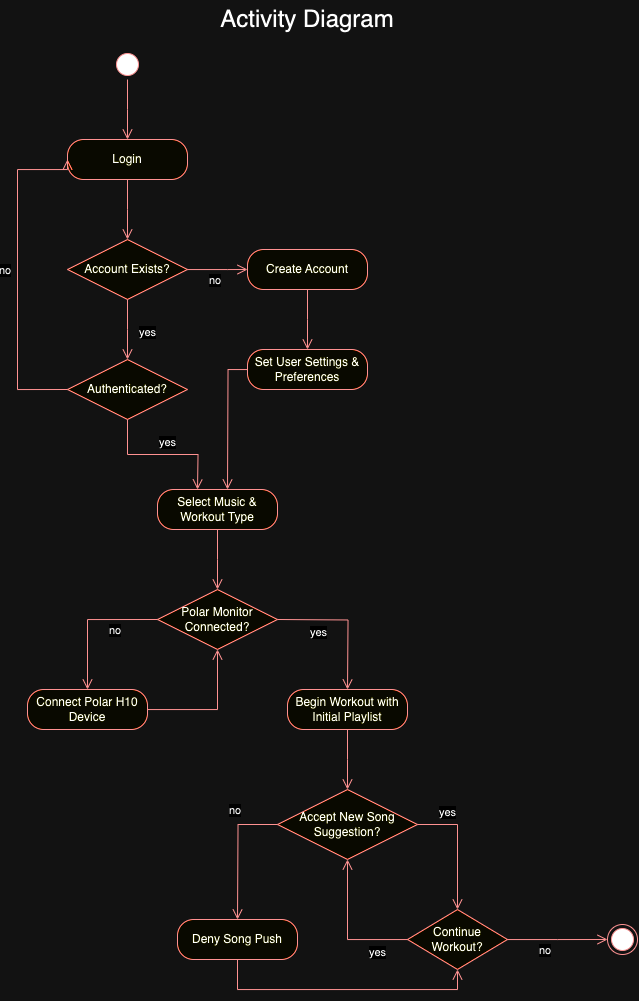 Activity Diagram
Login
no
Account Exists?
no
Create Account
yes
Set User Settings &
Preferences
Authenticated?
yes
Select Music &
Workout Type
Polar Monitor
Connected?
no
yes
Connect Polar H10
Device
Begin Workout with
Initial Playlist
no
Accept New Song
Suggestion?
yes
Deny Song Push
Continue
Workout?
yes
no